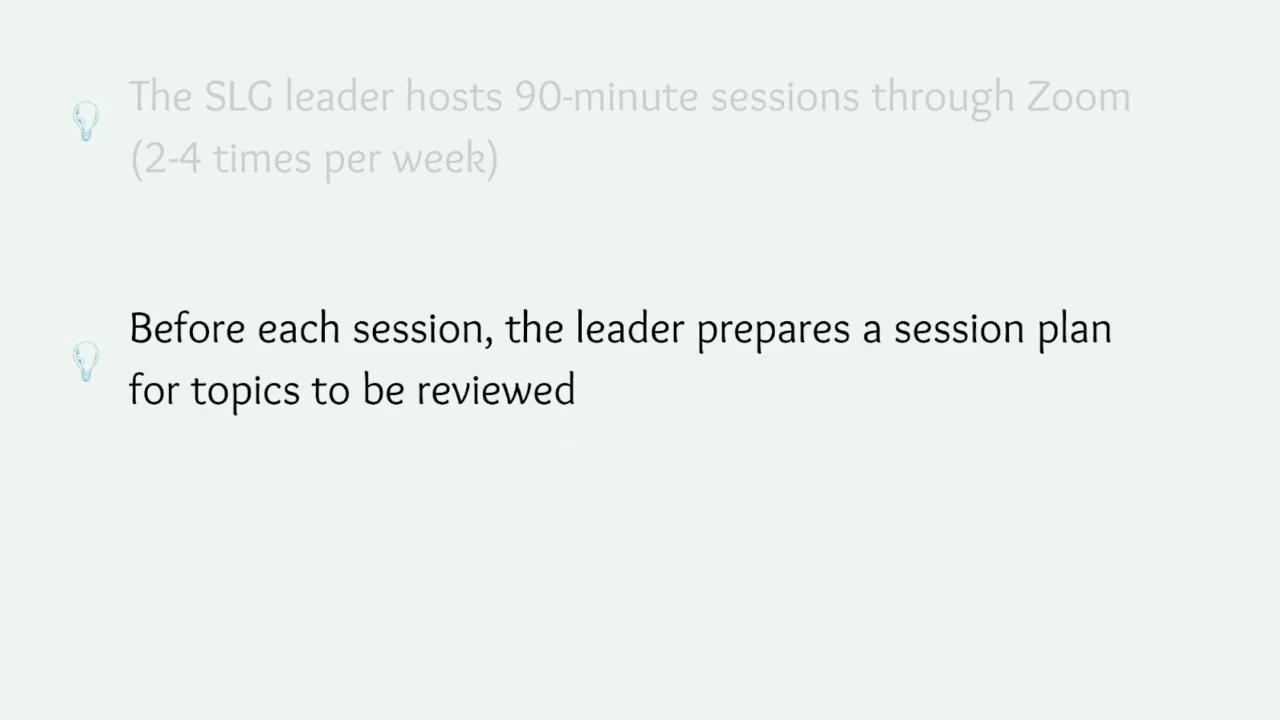 The SLG leader hosts 90-minute sessions through Zoom
(2-4 times per week)
Before each session, the leader prepares a session plan
for topics to be reviewed